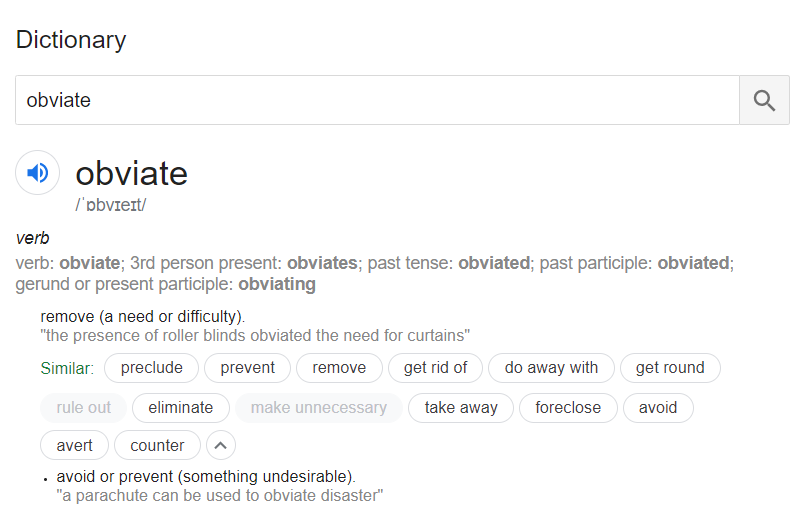 Dictionary
obviate
obviate
/ˈɒbvɪeɪt/
verb
verb: obviate; 3rd person present: obviates; past tense: obviated; past participle: obviated;
gerund or present participle: obviating
remove (a need or difficulty).
"the presence of roller blinds obviated the need for curtains"
Similar: preclude prevent remove get rid of do away with get round
rule out eliminate make unnecessary take away foreclose avoid
avert counter
• avoid or prevent (something undesirable).
"a parachute can be used to obviate disaster"